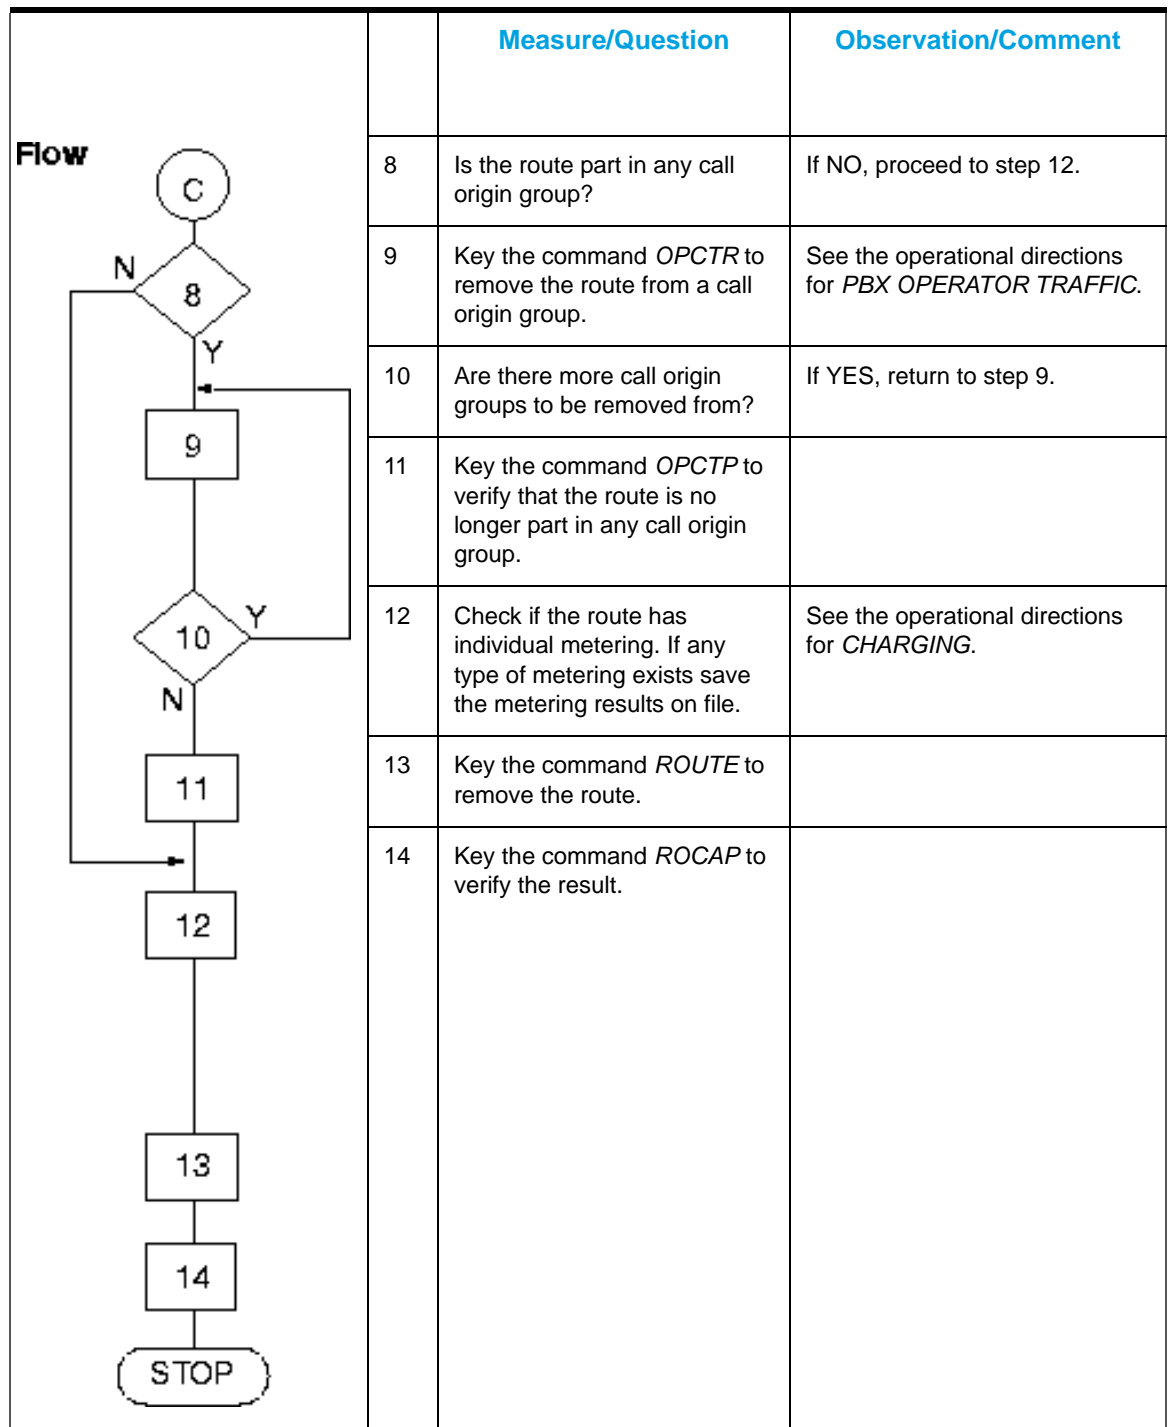 Measure/Question
Observation/Comment
Flow
C
N
8
Y
9
10
Y
N
11
12
13
14
STOP
8
Is the route part in any call
origin group?
If NO, proceed to step 12.
9
Key the command OPCTR to
remove the route from a call
origin group.
See the operational directions
for PBX OPERATOR TRAFFIC.
10
Are there more call origin
groups to be removed from?
If YES, return to step 9.
11
Key the command OPCTP to
verify that the route is no
longer part in any call origin
group.
12
Check if the route has
individual metering. If any
type of metering exists save
the metering results on file.
See the operational directions
for CHARGING.
13
Key the command ROUTE to
remove the route.
14
Key the command ROCAP to
verify the result.